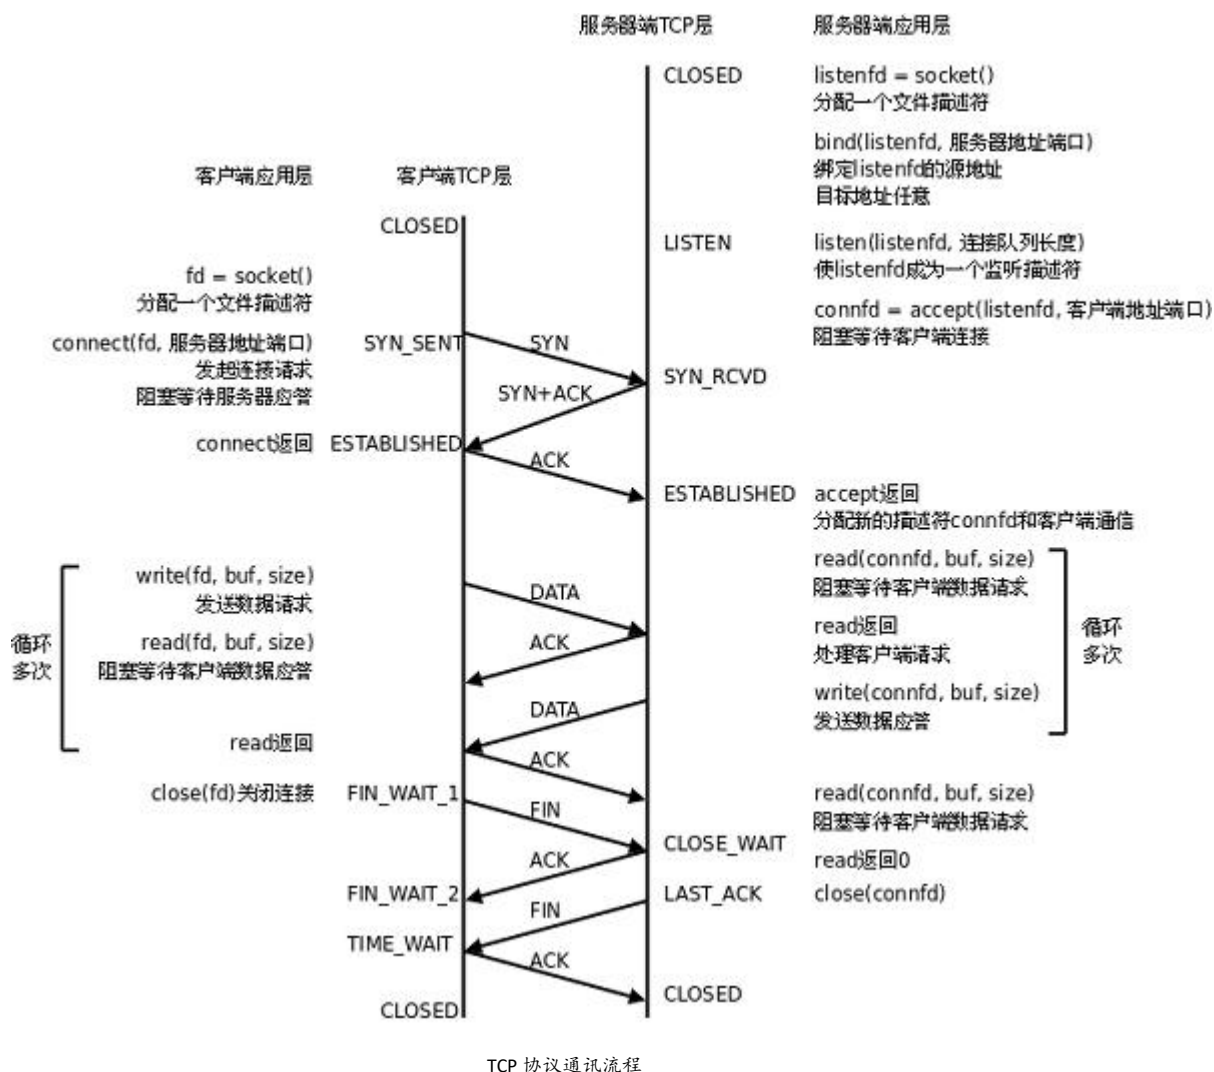 服务器端TCP层 服务器端应用层
CLOSED listenfd = socket()
分配一个文件描述符
bind(listenfd, 服务器地址端口)
绑定listenfd的源地址
客户端应用层 客户端TCP层
目标地址任意
CLOSED
LISTEN listen(listenfd, 连接队列长度)
使listenfd成为一个监听描述符
fd = socket()
分配一个文件描述符
connfd = accept(listenfd, 客户端地址端口)
阻塞等待客户端连接
connect(fd, 服务器地址端口) SYN_SENT SYN
发起连接请求
SYN_RCVD
阻塞等待服务器应答 SYN+ACK
connect返回 ESTABLISHED
ACK
ESTABLISHED accept返回
分配新的描述符connfd和客户端通信
read(connfd, buf, size)
write(fd, buf, size)
阻塞等待客户端数据请求
发送数据请求 DATA
read返回 循环
循环 read(fd, buf, size) ACK
处理客户端请求 多次
多次 阻塞等待客户端数据应答
write(connfd, buf, size)
DATA
发送数据应答
read返回
ACK
close(fd)关闭连接 FIN_WAIT_1 read(connfd, buf, size)
FIN
阻塞等待客户端数据请求
CLOSE_WAIT
ACK read返回0
FIN_WAIT_2 LAST_ACK close(connfd)
FIN
TIME_WAIT
ACK
CLOSED
CLOSED
TCP 协议通讯流程